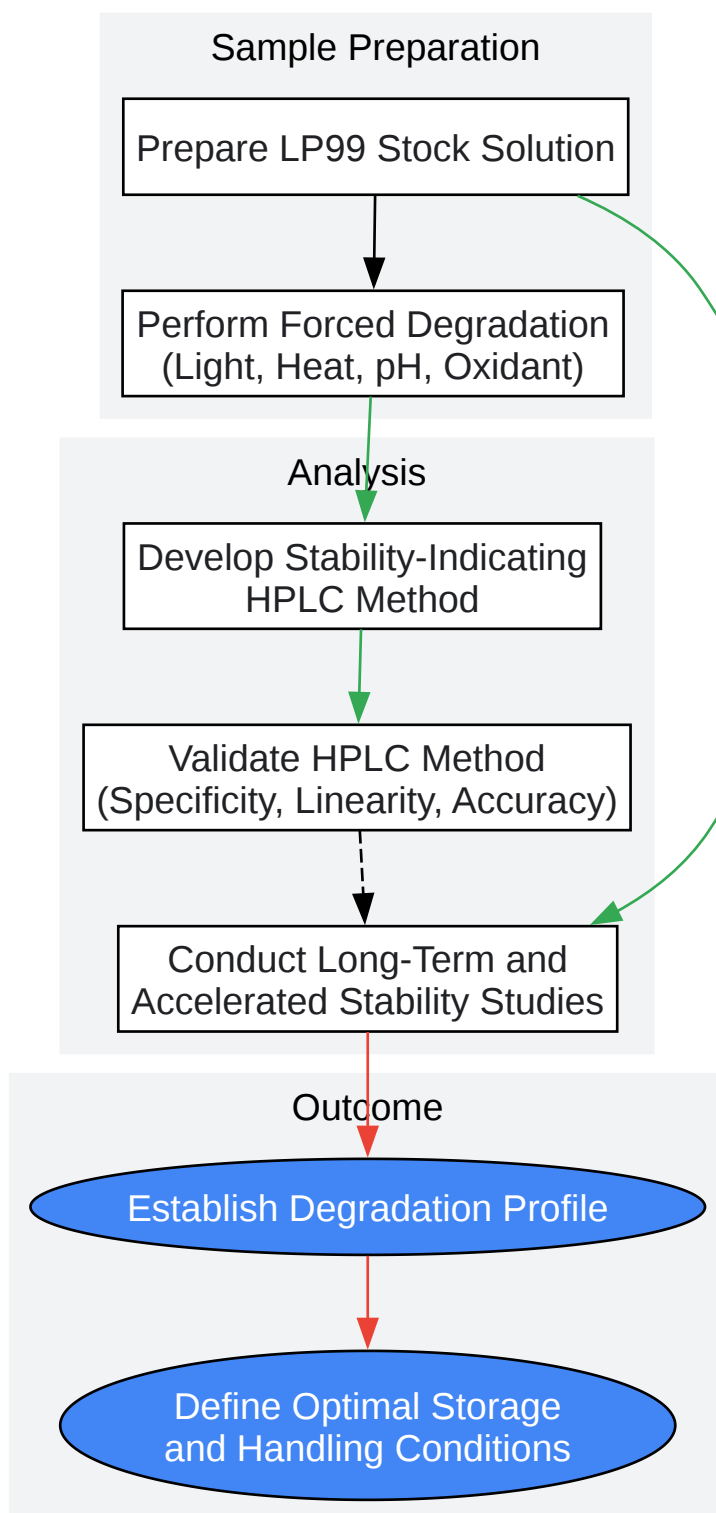 Sample Preparation
Prepare LP99 Stock Solution
Perform Forced Degradation
(Light, Heat, pH, Oxidant)
Analysis
Develop Stability-Indicating
HPLC Method
Validate HPLC Method
(Specificity, Linearity, Accuracy)
Conduct Long-Term and
Accelerated Stability Studies
Outcome
Establish Degradation Profile
Define Optimal Storage
and Handling Conditions